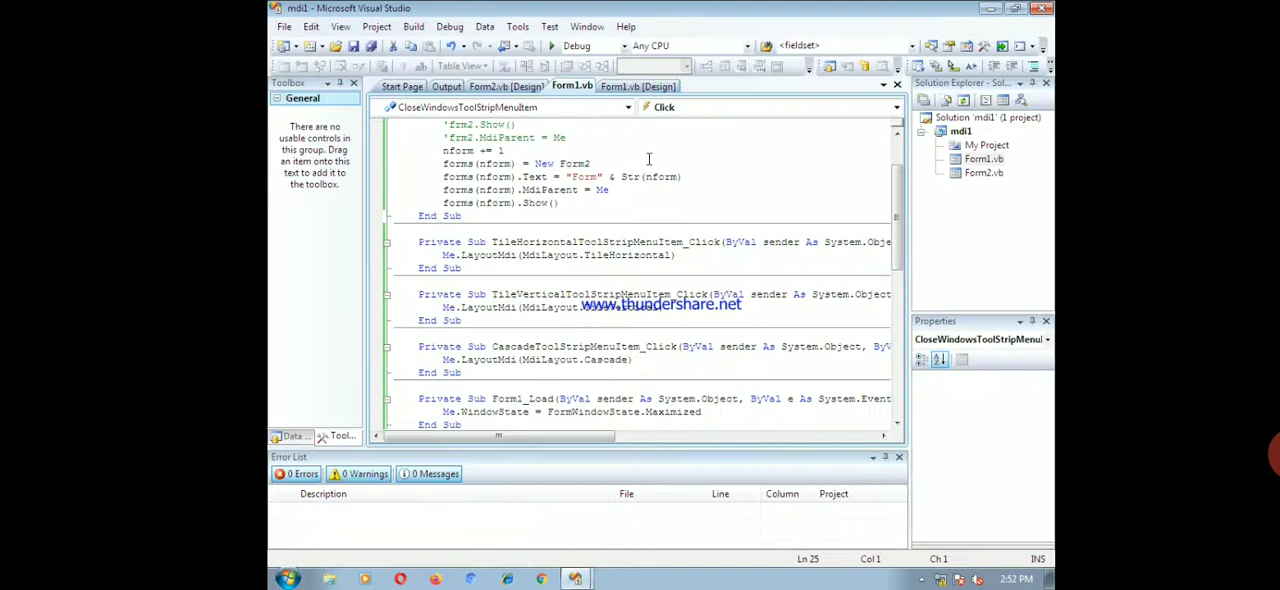 mdi1 - Microsoft Visual Studio
File Edit View Project Build Debug Data Tools Test Window Help
Debug Any CPU <fieldset>
Table View
Toolbox
General
There are
no usable
controls in
this group. Drag
an item onto this
text to add it to
the toolbox.
Data ... Tool...
Start Page Output Form2.vb [Design] Form1.vb Form1.vb [Design]
CloseWindowsToolStripMenuItem Click
'frm2.Show()
'frm2.MdiParent = Me
nform += 1
forms(nform) = New Form2
forms(nform).Text = "Form" & Str(nform)
forms(nform).MdiParent = Me
forms(nform).Show()
End Sub
Private Sub TileHorizontalToolStripMenuItem_Click(ByVal sender As System.Obje
Me.LayoutMdi(MdiLayout.TileHorizontal)
End Sub
Private Sub TileVerticalToolStripMenuItem_Click(ByVal sender As System.Object
Me.LayoutMdi(MdiLayout.
www.thundershare.net
End Sub
Private Sub CascadeToolStripMenuItem_Click(ByVal sender As System.Object, ByV
Me.LayoutMdi(MdiLayout.Cascade)
End Sub
Private Sub Form1_Load(ByVal sender As System.Object, ByVal e As System.Event
Me.WindowState = FormWindowState.Maximized
End Sub
Solution Explorer - Sol...
Solution 'mdi1' (1 project)
mdi1
My Project
Form1.vb
Form2.vb
Properties
CloseWindowsToolStripMenuI
Error List
0 Errors 0 Warnings 0 Messages
Description File Line Column Project
Ln 25 Col 1 Ch 1 INS
2:52 PM